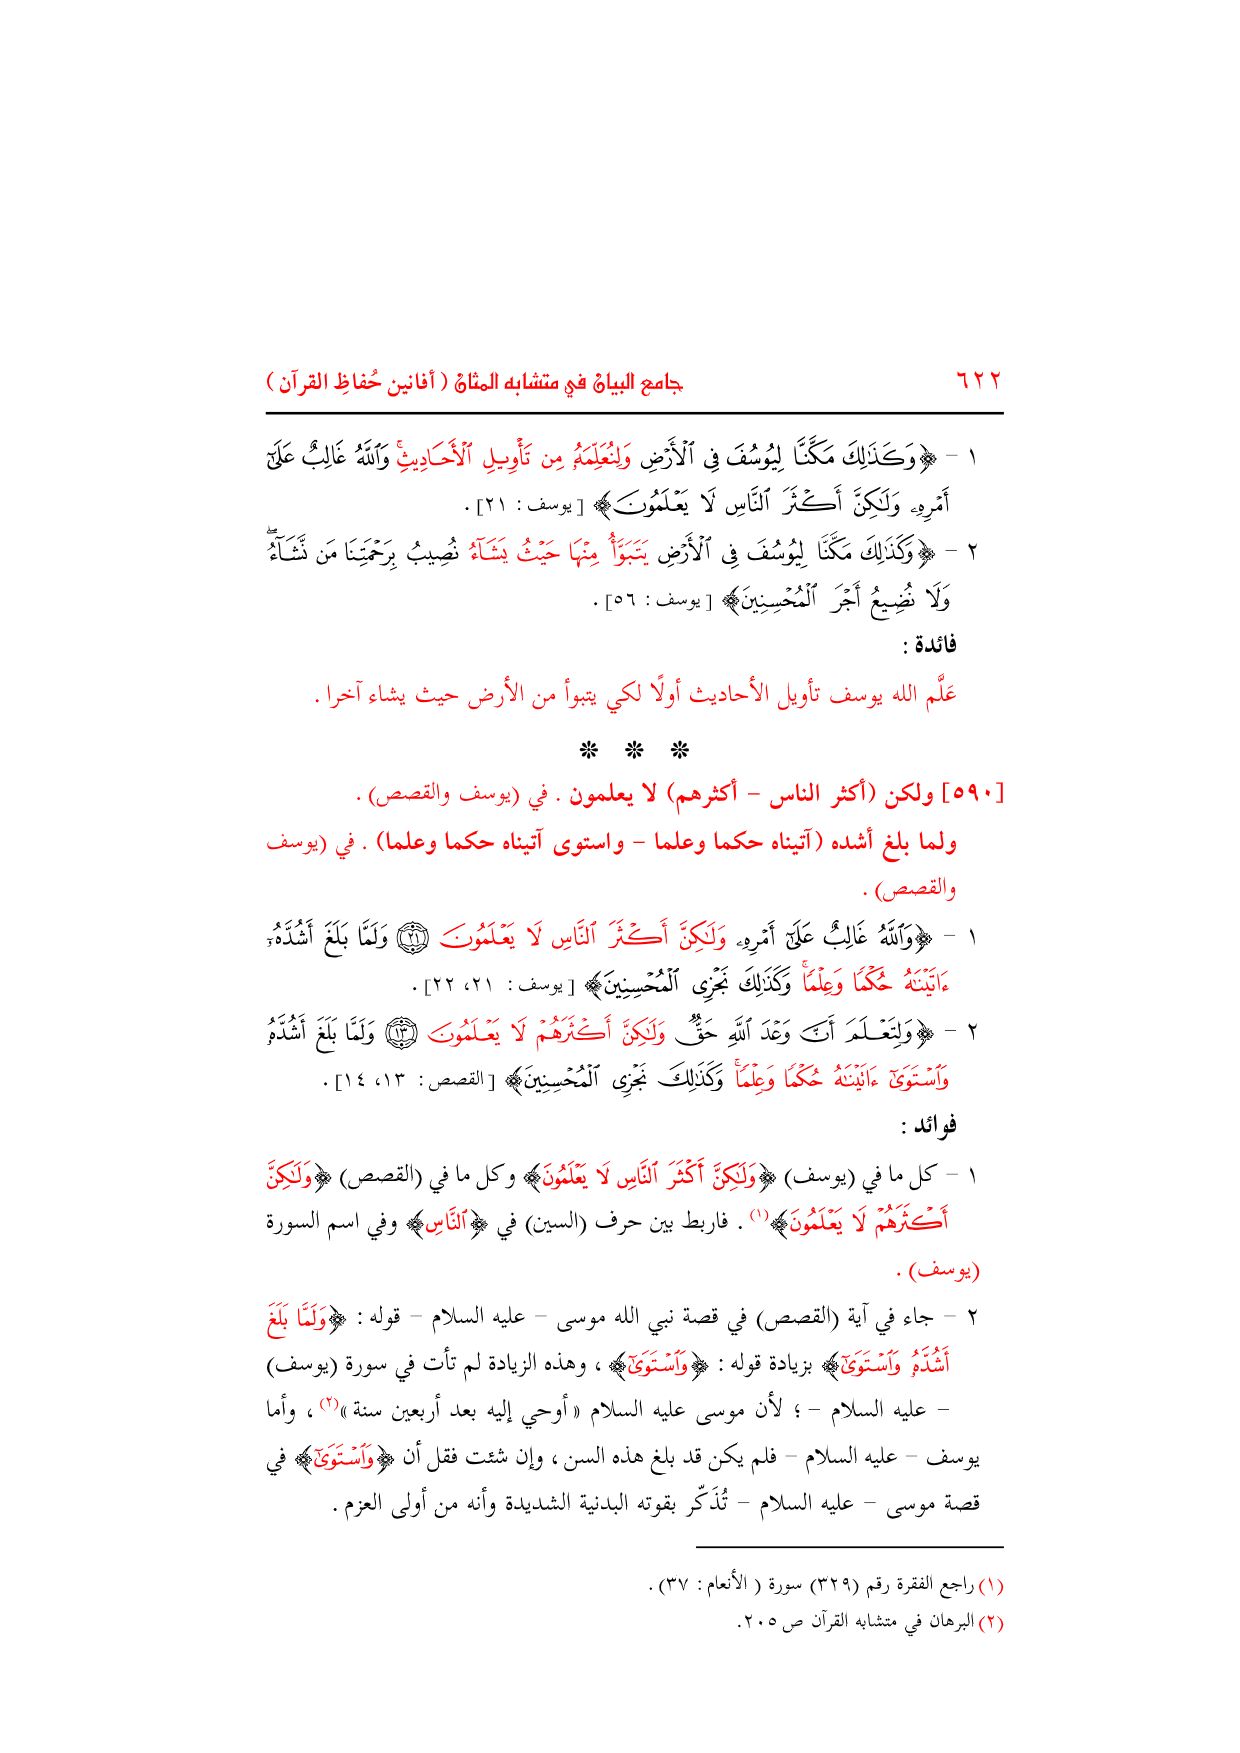 ٦٢٢ جامع البيان في متشابه المثان ( أفانين حُفاظِ القرآن )
١ - ﴿وَكَذَٰلِكَ مَكَّنَّا لِيُوسُفَ فِي ٱلْأَرْضِ وَلِنُعَلِّمَهُۥ مِن تَأْوِيلِ ٱلْأَحَادِيثِۚ وَٱللَّهُ غَالِبٌ عَلَىٰٓ
أَمْرِهِۦ وَلَٰكِنَّ أَكْثَرَ ٱلنَّاسِ لَا يَعْلَمُونَ﴾ [يوسف : ٢١] .
٢ - ﴿وَكَذَٰلِكَ مَكَّنَّا لِيُوسُفَ فِي ٱلْأَرْضِ يَتَبَوَّأُ مِنْهَا حَيْثُ يَشَآءُ نُصِيبُ بِرَحْمَتِنَا مَن نَّشَآءُۖ
وَلَا نُضِيعُ أَجْرَ ٱلْمُحْسِنِينَ﴾ [يوسف : ٥٦] .
فائدة :
عَلَّم الله يوسف تأويل الأحاديث أولًا لكي يتبوأ من الأرض حيث يشاء آخرا .
❊ ❊ ❊
[٥٩٠] ولكن (أكثر الناس – أكثرهم) لا يعلمون . في (يوسف والقصص) .
ولما بلغ أشده (آتيناه حكما وعلما – واستوى آتيناه حكما وعلما) . في (يوسف
والقصص) .
١ - ﴿وَٱللَّهُ غَالِبٌ عَلَىٰٓ أَمْرِهِۦ وَلَٰكِنَّ أَكْثَرَ ٱلنَّاسِ لَا يَعْلَمُونَ ٢١ وَلَمَّا بَلَغَ أَشُدَّهُۥٓ
ءَاتَيْنَٰهُ حُكْمًا وَعِلْمًاۚ وَكَذَٰلِكَ نَجْزِي ٱلْمُحْسِنِينَ﴾ [يوسف : ٢١، ٢٢] .
٢ - ﴿وَلِتَعْلَمَ أَنَّ وَعْدَ ٱللَّهِ حَقٌّ وَلَٰكِنَّ أَكْثَرَهُمْ لَا يَعْلَمُونَ ١٣ وَلَمَّا بَلَغَ أَشُدَّهُۥ
وَٱسْتَوَىٰٓ ءَاتَيْنَٰهُ حُكْمًا وَعِلْمًاۚ وَكَذَٰلِكَ نَجْزِي ٱلْمُحْسِنِينَ﴾ [القصص : ١٣، ١٤] .
فوائد :
١ – كل ما في (يوسف) ﴿وَلَٰكِنَّ أَكْثَرَ ٱلنَّاسِ لَا يَعْلَمُونَ﴾ وكل ما في (القصص) ﴿وَلَٰكِنَّ
أَكْثَرَهُمْ لَا يَعْلَمُونَ﴾(١) . فاربط بين حرف (السين) في ﴿ٱلنَّاسِ﴾ وفي اسم السورة
(يوسف) .
٢ – جاء في آية (القصص) في قصة نبي الله موسى – عليه السلام – قوله : ﴿وَلَمَّا بَلَغَ
أَشُدَّهُۥ وَٱسْتَوَىٰٓ﴾ بزيادة قوله : ﴿وَٱسْتَوَىٰٓ﴾ ، وهذه الزيادة لم تأت في سورة (يوسف)
– عليه السلام – ؛ لأن موسى عليه السلام «أوحي إليه بعد أربعين سنة»(٢) ، وأما
يوسف – عليه السلام – فلم يكن قد بلغ هذه السن ، وإن شئت فقل أن ﴿وَٱسْتَوَىٰٓ﴾ في
قصة موسى – عليه السلام – تُذَكّر بقوته البدنية الشديدة وأنه من أولى العزم .
(١) راجع الفقرة رقم (٣٢٩) سورة ( الأنعام : ٣٧) .
(٢) البرهان في متشابه القرآن ص ٢٠٥.